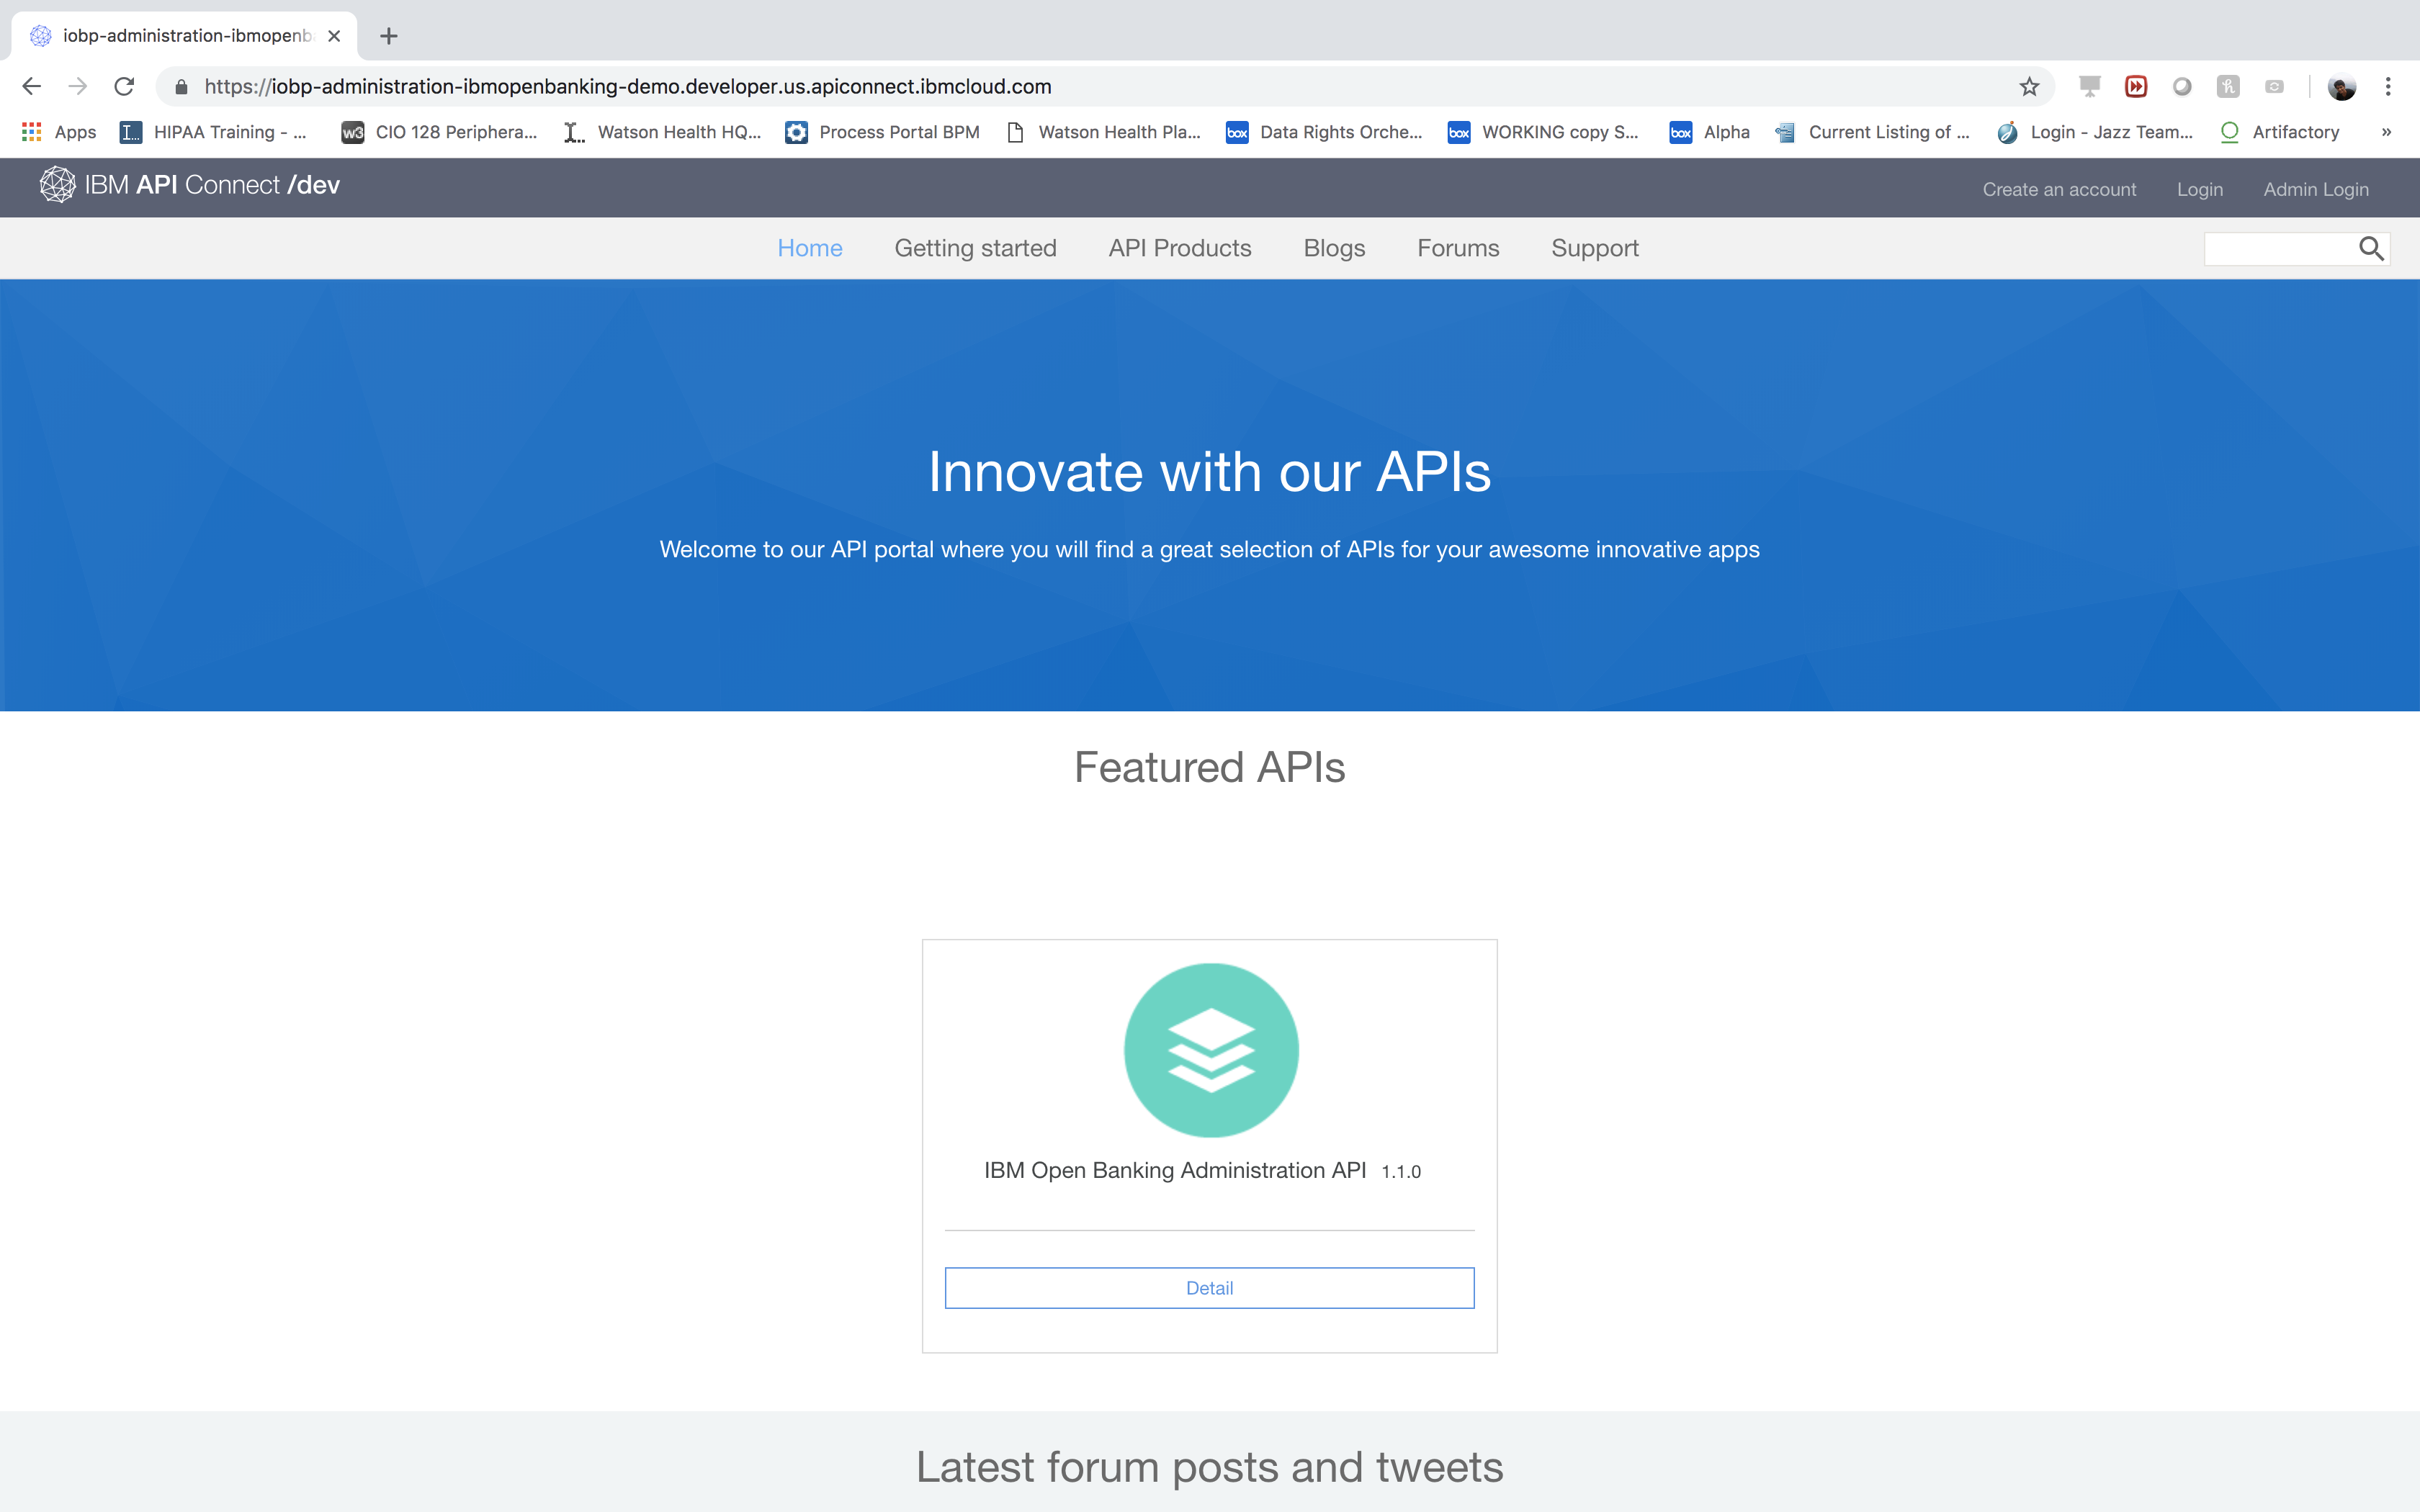 iobp-administration-ibmopenb
https://iobp-administration-ibmopenbanking-demo.developer.us.apiconnect.ibmcloud.com
Apps
HIPAA Training - ...
w3 CIO 128 Periphera...
Watson Health HQ...
Process Portal BPM
Watson Health Pla...
box Data Rights Orche...
box WORKING copy S...
box Alpha
Current Listing of ...
Login - Jazz Team...
Artifactory
»
IBM API Connect /dev
Create an account Login Admin Login
Home Getting started API Products Blogs Forums Support
Innovate with our APIs
Welcome to our API portal where you will find a great selection of APIs for your awesome innovative apps
Featured APIs
IBM Open Banking Administration API 1.1.0
Detail
Latest forum posts and tweets